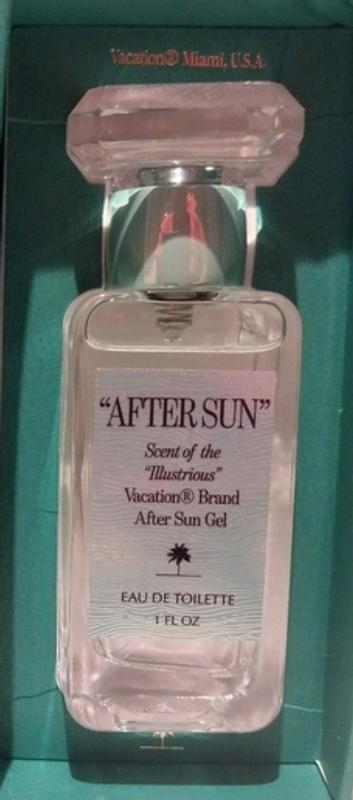 Vacation® Miami, U.S.A.
“AFTER SUN”
Scent of the
“Illustrious”
Vacation® Brand
After Sun Gel
EAU DE TOILETTE
1 FL OZ